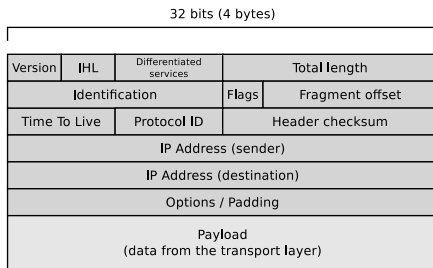 32 bits (4 bytes)
Version IHL Differentiated services Total length
Identification Flags Fragment offset
Time To Live Protocol ID Header checksum
IP Address (sender)
IP Address (destination)
Options / Padding
Payload
(data from the transport layer)